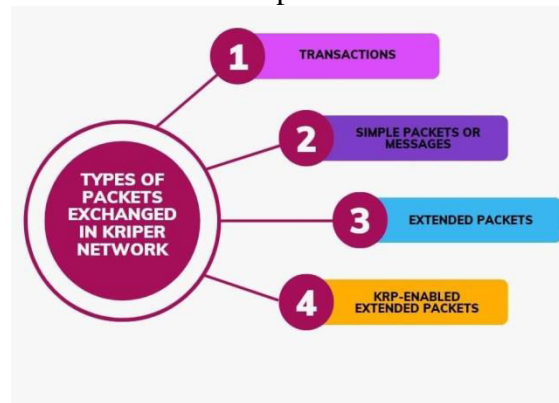 TYPES OF
PACKETS
EXCHANGED
IN KRIPER
NETWORK
1
TRANSACTIONS
2
SIMPLE PACKETS OR
MESSAGES
3
EXTENDED PACKETS
4
KRP-ENABLED
EXTENDED PACKETS